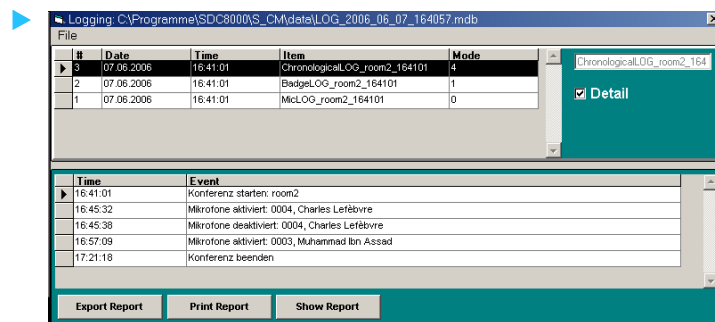 Logging: C:\Programme\SDC8000\S_CM\data\LOG_2006_06_07_164057.mdb
File
# Date Time Item Mode
3 07.06.2006 16:41:01 ChronologicalLOG_room2_164101 4
2 07.06.2006 16:41:01 BadgeLOG_room2_164101 1
1 07.06.2006 16:41:01 MicLOG_room2_164101 0
ChronologicalLOG_room2_164
Detail
Time Event
16:41:01 Konferenz starten: room2
16:45:32 Mikrofone aktiviert: 0004, Charles Lefèbvre
16:45:38 Mikrofone deaktiviert: 0004, Charles Lefèbvre
16:57:09 Mikrofone aktiviert: 0003, Muhammad Ibn Assad
17:21:18 Konferenz beenden
Export Report Print Report Show Report